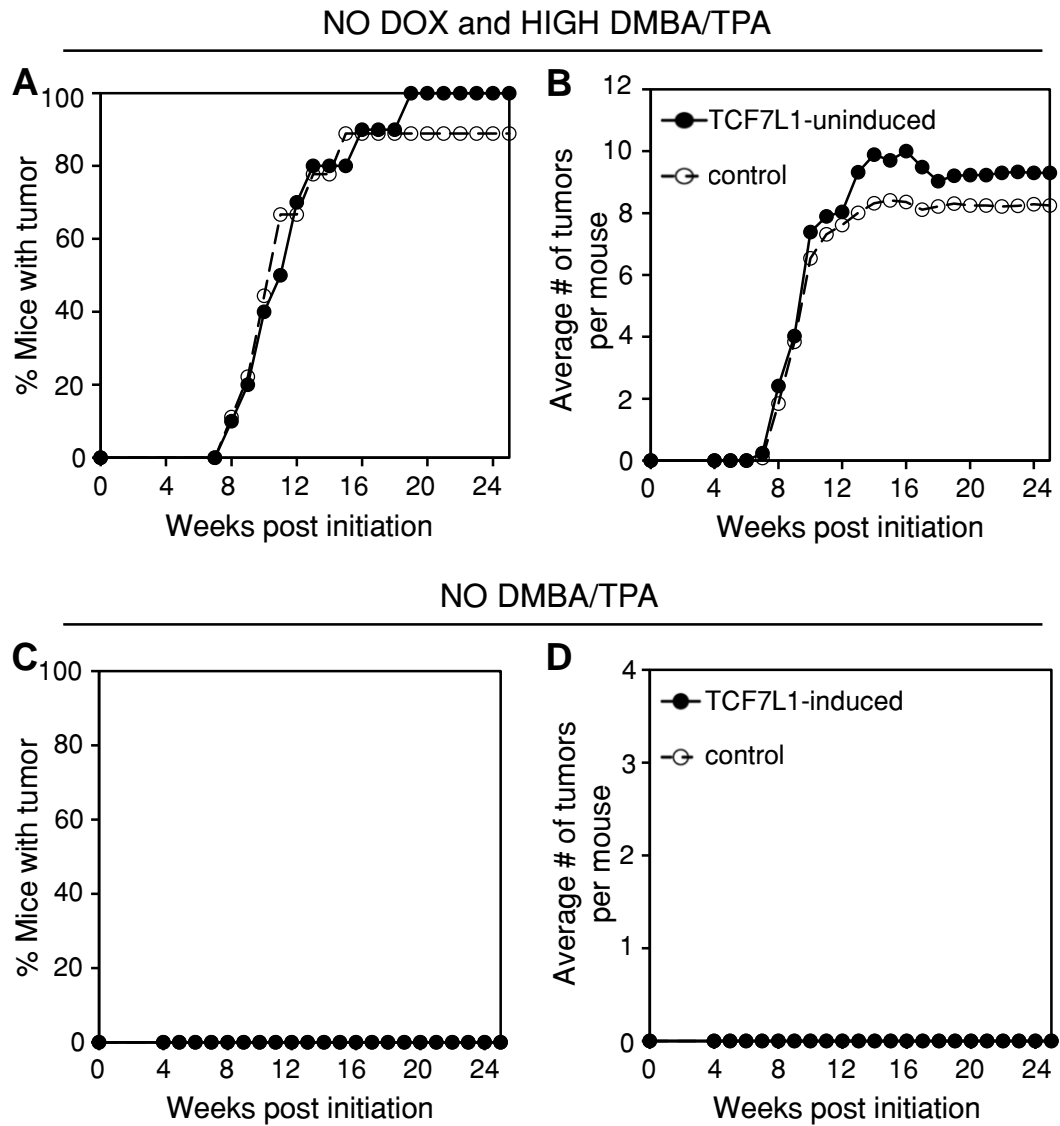 NO DOX and HIGH DMBA/TPA
A
100
80
60
40
20
0
% Mice with tumor
0 4 8 12 16 20 24
Weeks post initiation
B
12
10
8
6
4
2
0
Average # of tumors
per mouse
TCF7L1-uninduced
control
0 4 8 12 16 20 24
Weeks post initiation
NO DMBA/TPA
C
100
80
60
40
20
0
% Mice with tumor
0 4 8 12 16 20 24
Weeks post initiation
D
4
3
2
1
0
Average # of tumors
per mouse
TCF7L1-induced
control
0 4 8 12 16 20 24
Weeks post initiation